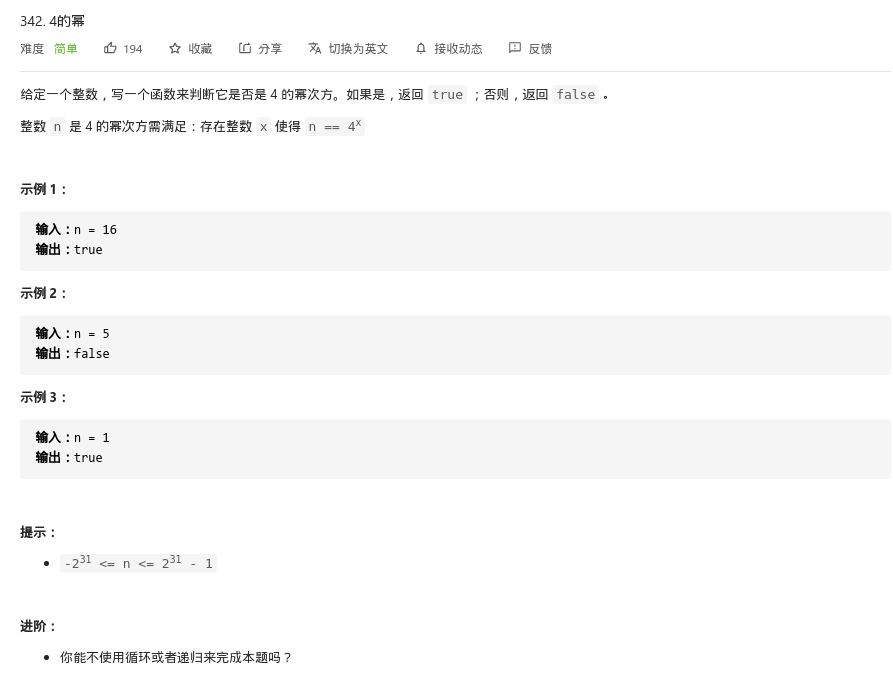 342. 4的幂
难度 简单 194 收藏 分享 切换为英文 接收动态 反馈
给定一个整数，写一个函数来判断它是否是 4 的幂次方。如果是，返回 true ；否则，返回 false 。
整数 n 是 4 的幂次方需满足：存在整数 x 使得 n == 4ˣ
示例 1：
输入：n = 16
输出：true
示例 2：
输入：n = 5
输出：false
示例 3：
输入：n = 1
输出：true
提示：
-2³¹ <= n <= 2³¹ - 1
进阶：
你能不使用循环或者递归来完成本题吗？